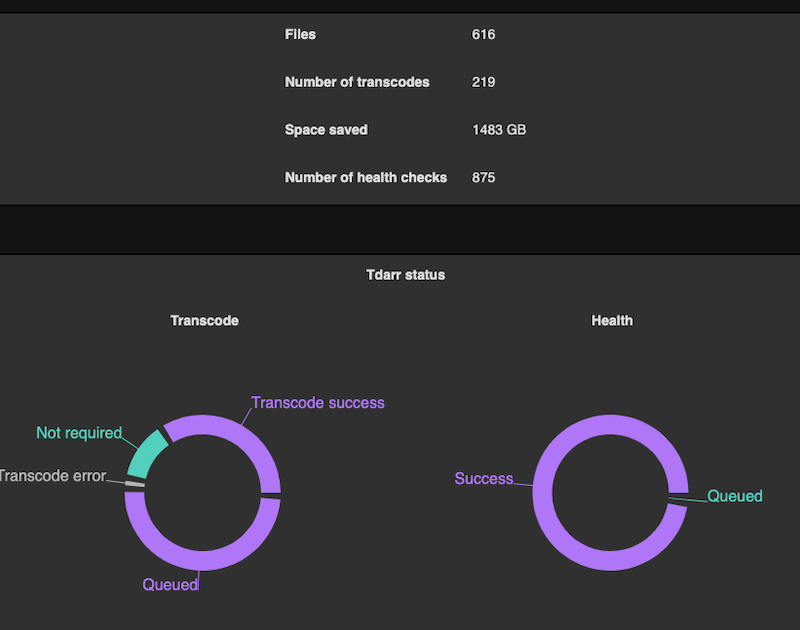 Files 616
Number of transcodes 219
Space saved 1483 GB
Number of health checks 875
Tdarr status
Transcode Health
Transcode success
Not required
Transcode error
Success
Queued
Queued